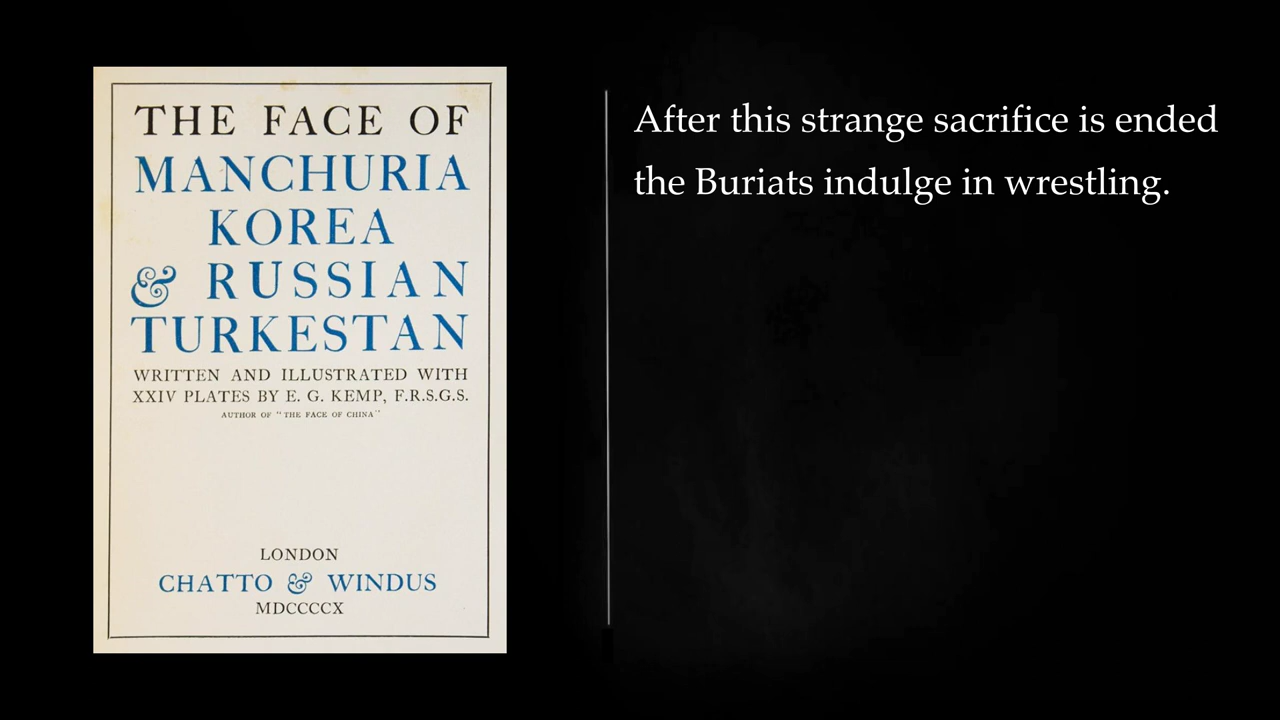 THE FACE OF
MANCHURIA
KOREA
& RUSSIAN
TURKESTAN
WRITTEN AND ILLUSTRATED WITH
XXIV PLATES BY E. G. KEMP, F.R.S.G.S.
AUTHOR OF "THE FACE OF CHINA"
LONDON
CHATTO & WINDUS
MDCCCCX
After this strange sacrifice is ended
the Buriats indulge in wrestling.